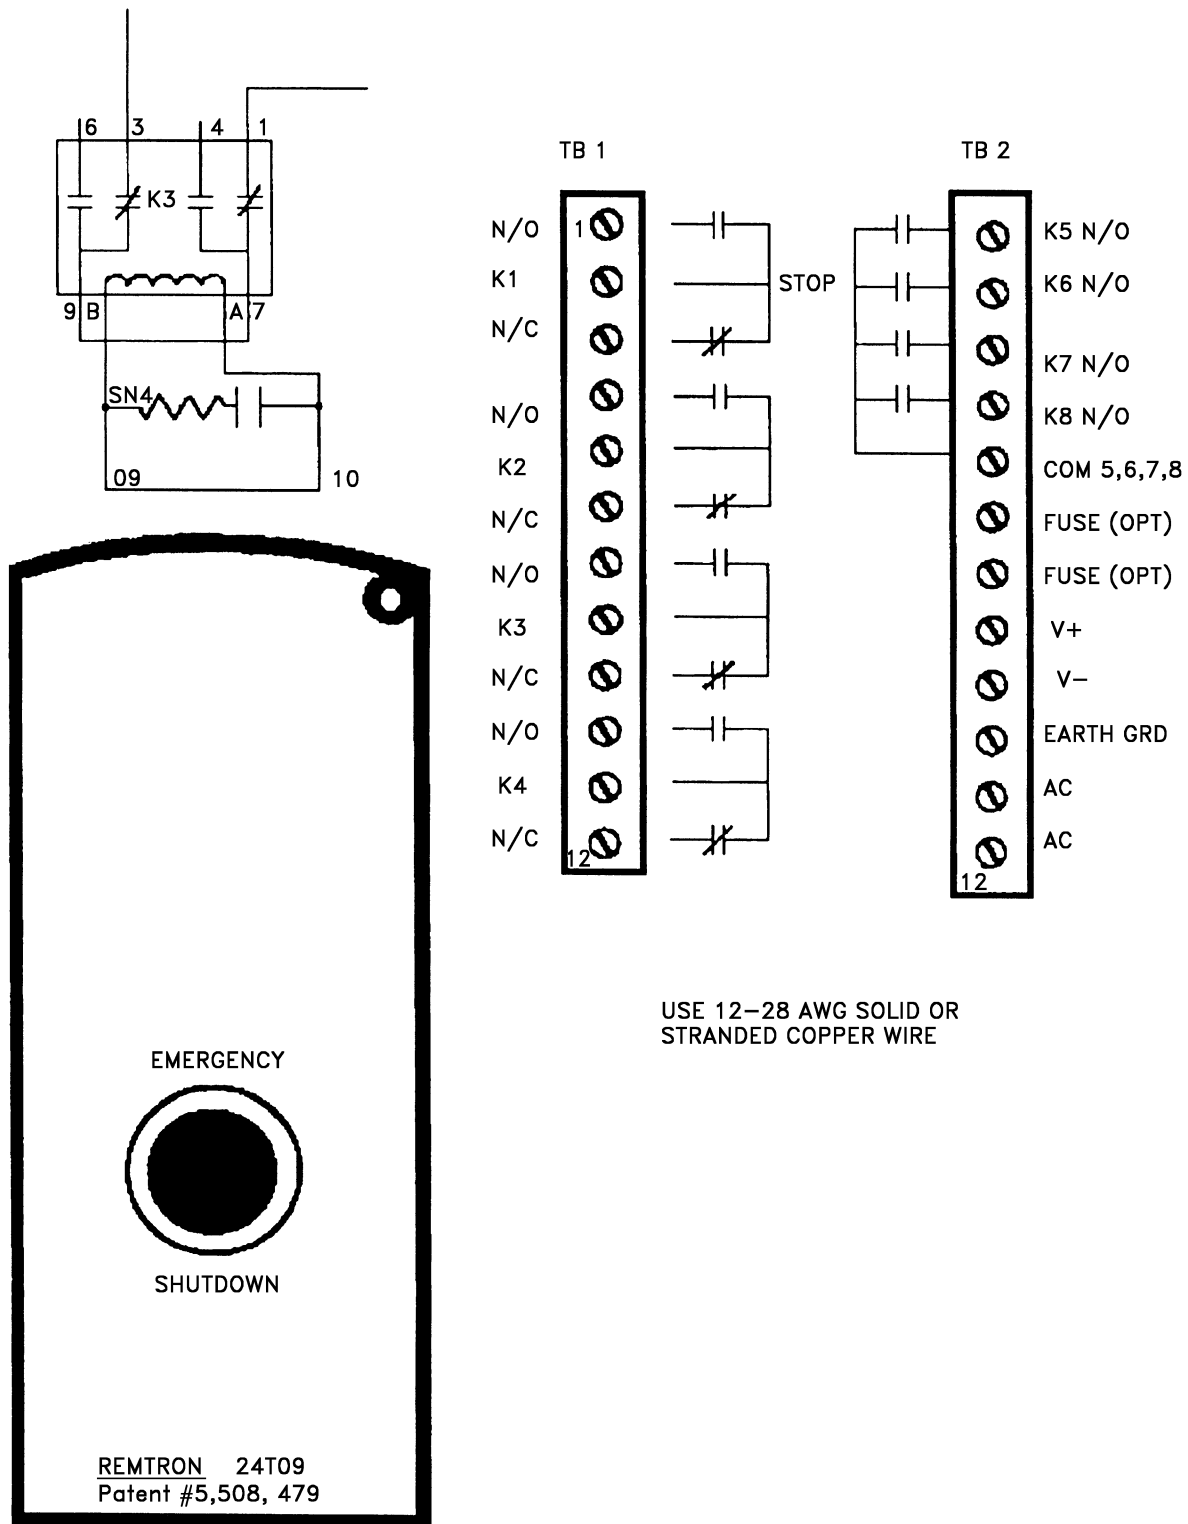 6 3 4 1
K3
9 B A 7
SN4
09 10
TB 1
N/O 1
K1
N/C
N/O
K2
N/C
N/O
K3
N/C
N/O
K4
N/C
12
STOP
TB 2
K5 N/O
K6 N/O
K7 N/O
K8 N/O
COM 5,6,7,8
FUSE (OPT)
FUSE (OPT)
V+
V-
EARTH GRD
AC
AC
12
USE 12-28 AWG SOLID OR
STRANDED COPPER WIRE
EMERGENCY
SHUTDOWN
REMTRON 24T09
Patent #5,508, 479